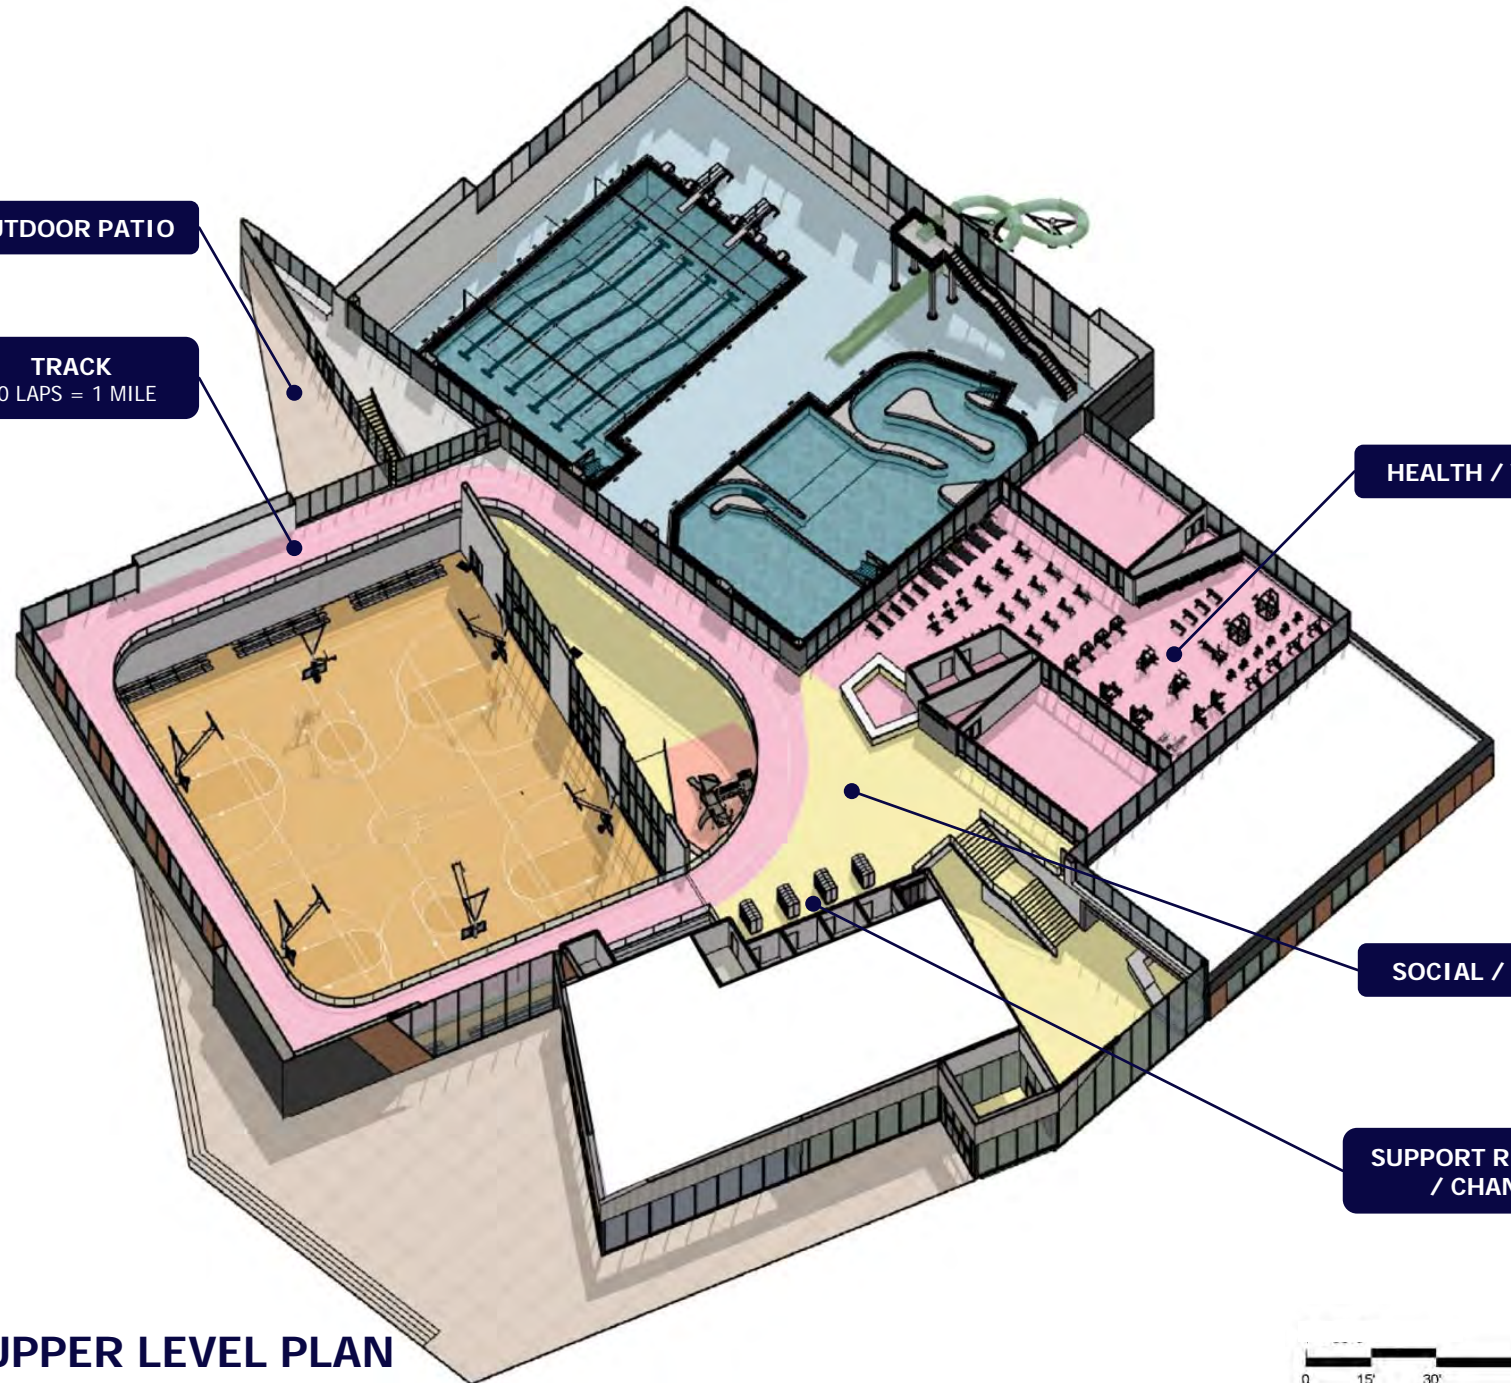 UTDOOR PATIO
TRACK
0 LAPS = 1 MILE
HEALTH /
SOCIAL /
SUPPORT R
/ CHAN
UPPER LEVEL PLAN
0 15' 30'